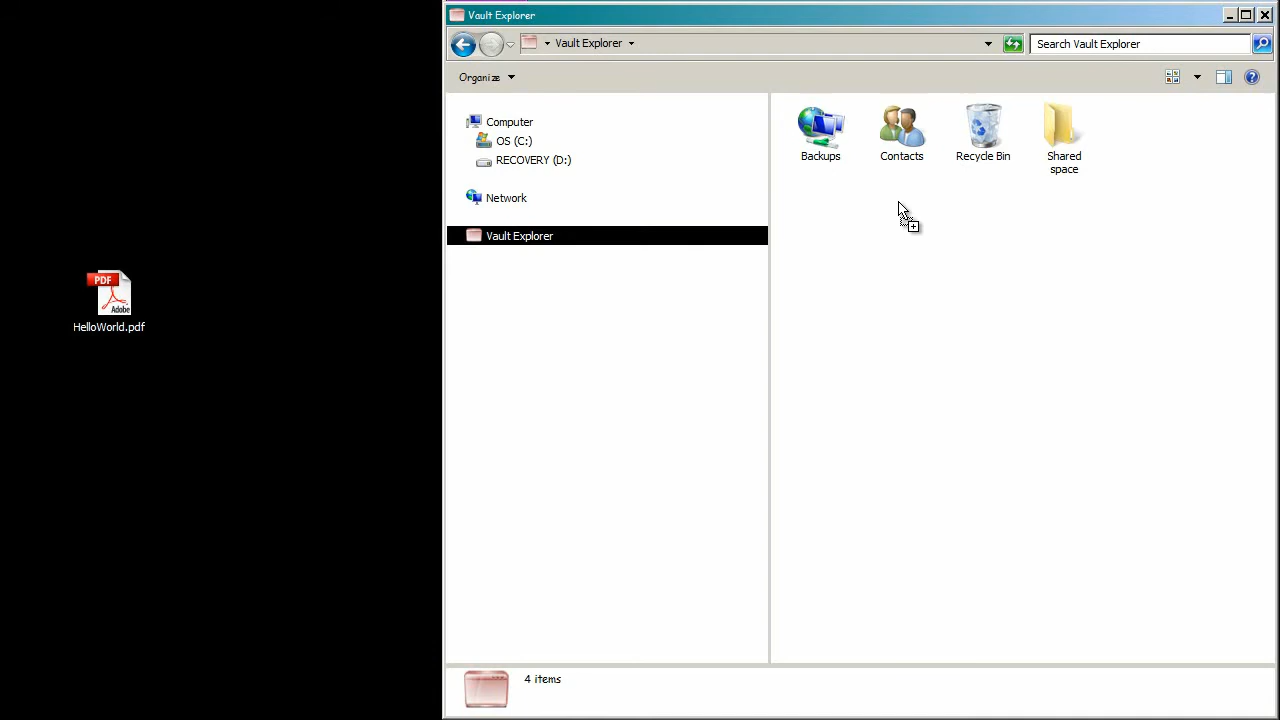 Vault Explorer
Vault Explorer
Search Vault Explorer
Organize
Computer
OS (C:)
RECOVERY (D:)
Network
Vault Explorer
Backups
Contacts
Recycle Bin
Shared
space
PDF
Adobe
HelloWorld.pdf
4 items